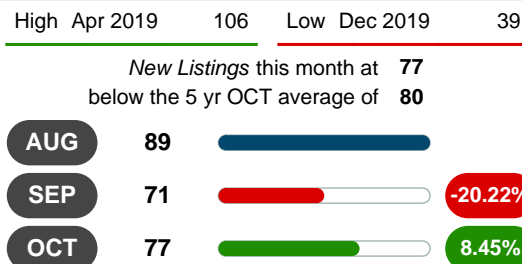 High Apr 2019 106 Low Dec 2019 39
New Listings this month at 77
below the 5 yr OCT average of 80
AUG 89
SEP 71 -20.22%
OCT 77 8.45%